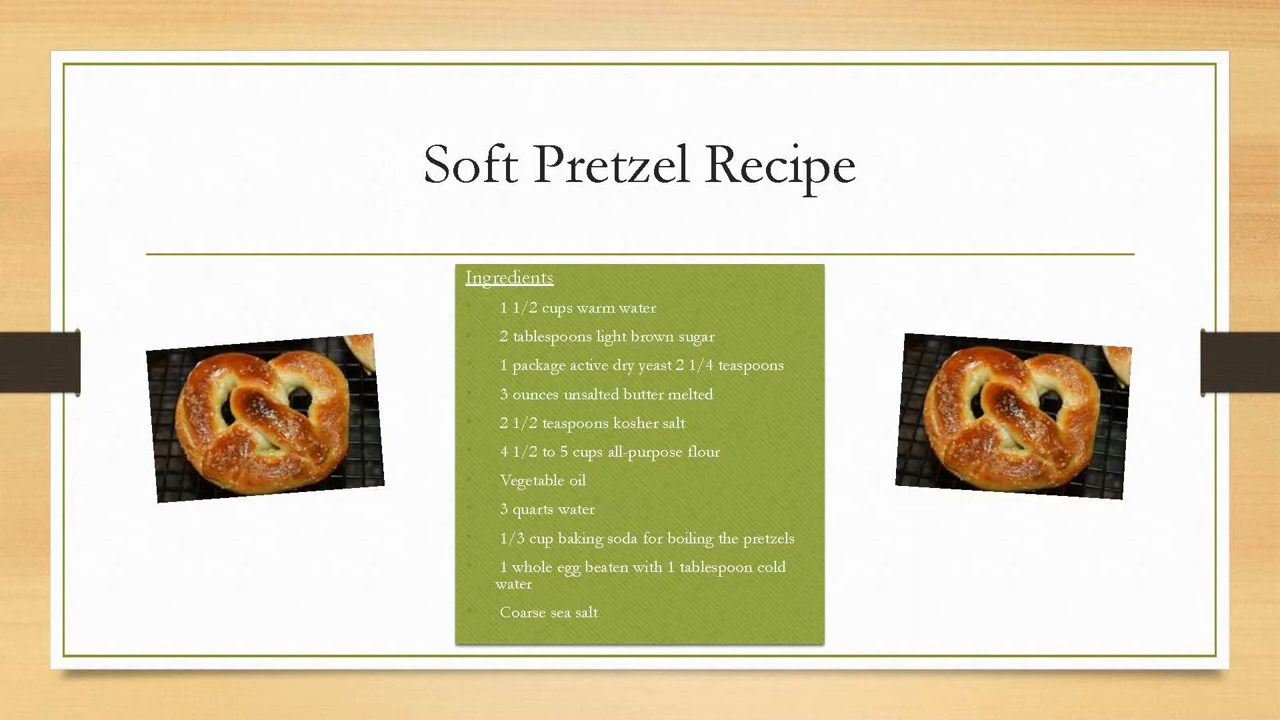 Soft Pretzel Recipe
Ingredients
1 1/2 cups warm water
2 tablespoons light brown sugar
1 package active dry yeast 2 1/4 teaspoons
3 ounces unsalted butter melted
2 1/2 teaspoons kosher salt
4 1/2 to 5 cups all-purpose flour
Vegetable oil
3 quarts water
1/3 cup baking soda for boiling the pretzels
1 whole egg beaten with 1 tablespoon cold
water
Coarse sea salt